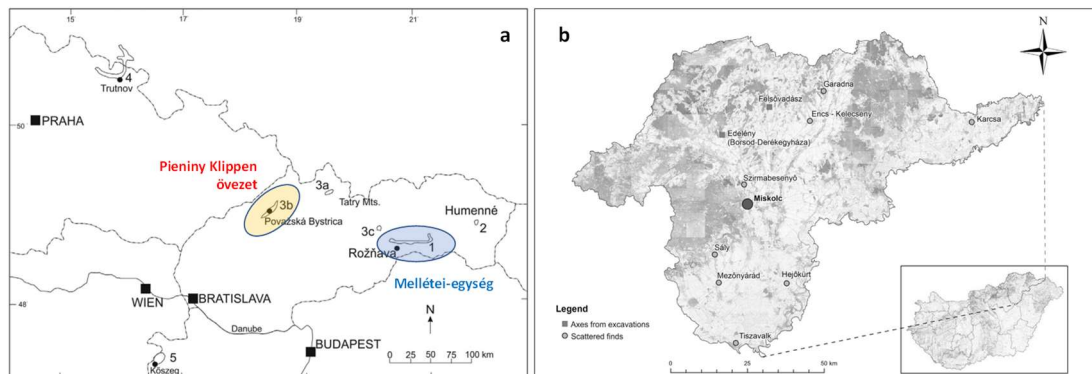 15
19
21
a
4
Trutnov
50
PRAHA
Pieniny Klippen
övezet
3a
Tatry Mts.
3b
Považská Bystrica
Humenné
2
3c
1
Rožňava
Mellétei-egység
48
WIEN
BRATISLAVA
Danube
N
BUDAPEST
0 50 100 km
5
Kőszeg
b
N
Garadna
Felsővadász
Encs - Kelecseny
Karcsa
Edelény
(Borsod-Derékegyháza)
Szirmabesenyő
Miskolc
Sály
Mezőnyárád
Hejőkürt
Legend
Axes from excavations
Scattered finds
Tiszavalk
0 25 50 km